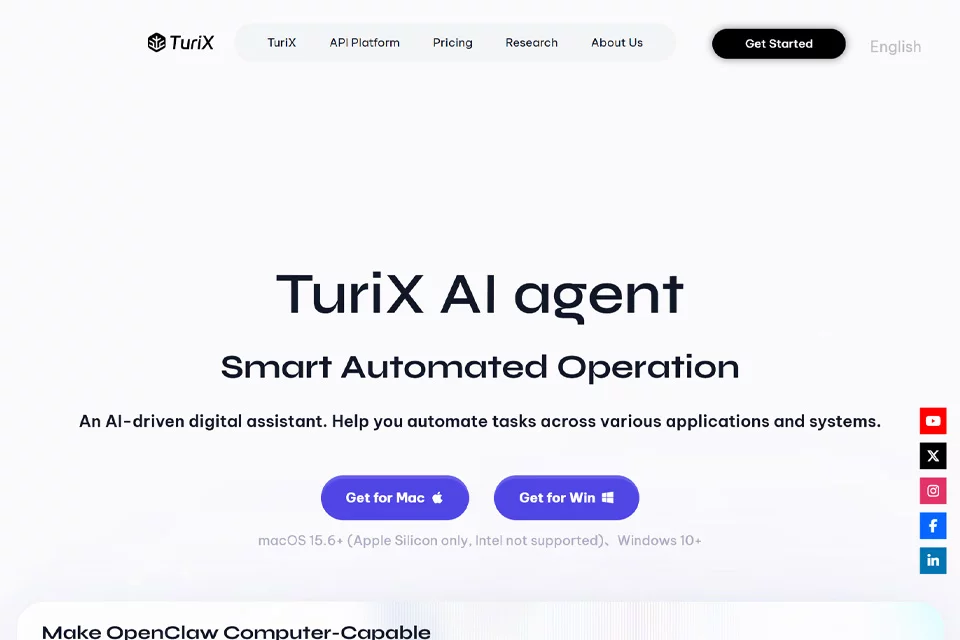 TuriX
TuriX API Platform Pricing Research About Us
Get Started
English
TuriX AI agent
Smart Automated Operation
An AI-driven digital assistant. Help you automate tasks across various applications and systems.
Get for Mac
Get for Win
macOS 15.6+ (Apple Silicon only, Intel not supported)、Windows 10+
Make OpenClaw Computer-Capable